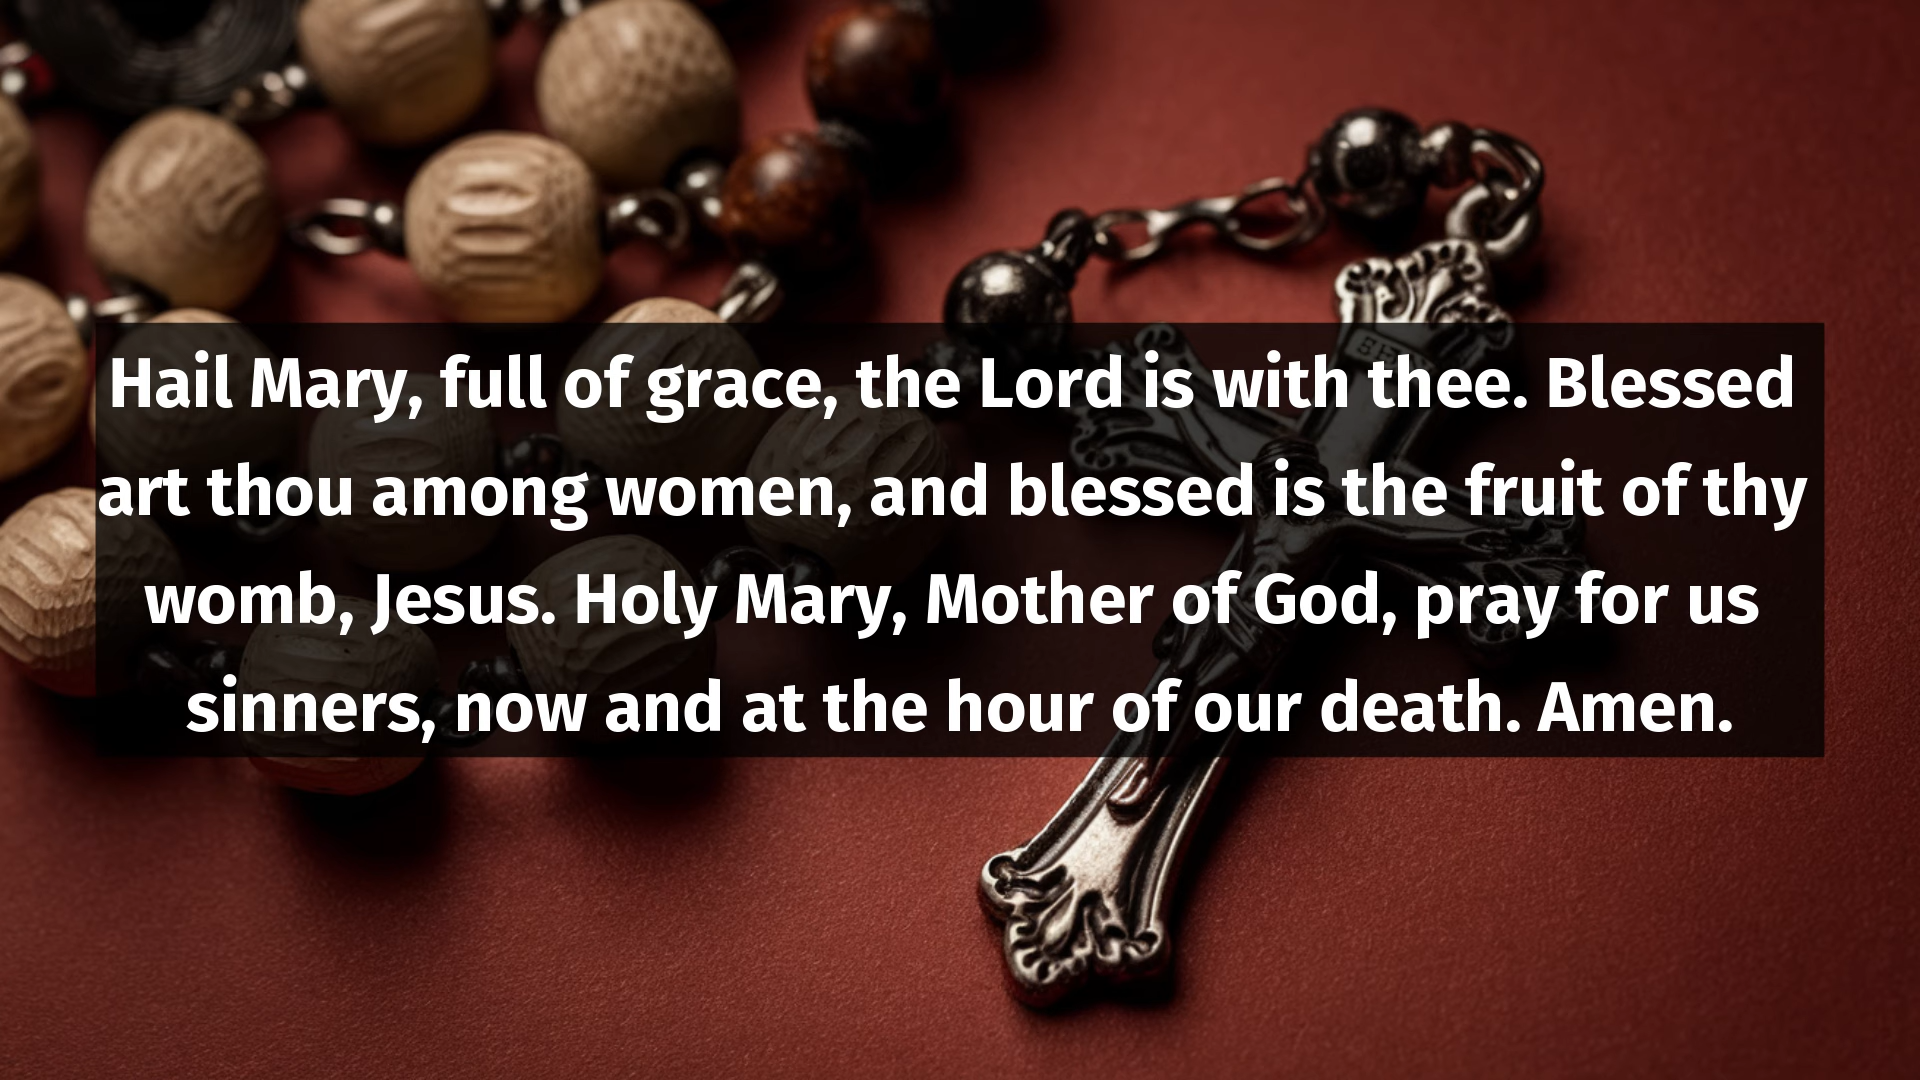 Hail Mary, full of grace, the Lord is with thee. Blessed
art thou among women, and blessed is the fruit of thy
womb, Jesus. Holy Mary, Mother of God, pray for us
sinners, now and at the hour of our death. Amen.